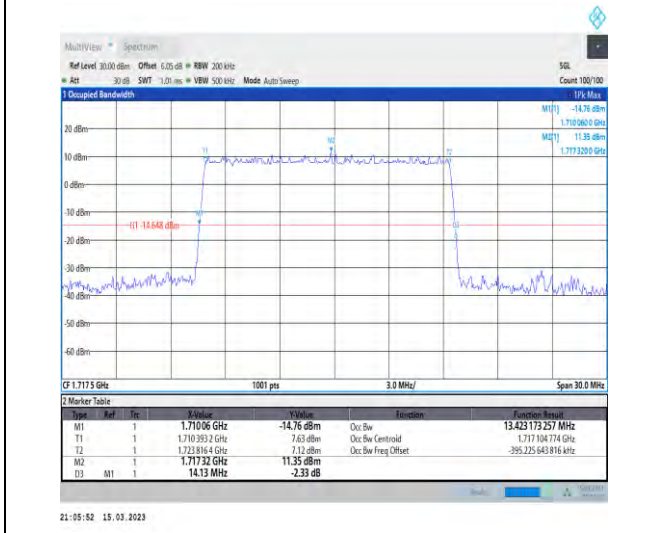 MultiView Spectrum
Ref Level 30.00 dBm Offset 6.05 dB RBW 200 kHz SGL
Att 30 dB SWT 1.01 ms VBW 500 kHz Mode Auto Sweep Count 100/100
1 Occupied Bandwidth 1Pk Max
M1[1] -14.76 dBm
1.710 060 0 GHz
M2[1] 11.35 dBm
1.717 320 0 GHz
20 dBm
M2
T1 T2
10 dBm
0 dBm
-10 dBm
M1
H1 -14.648 dBm
D3
-20 dBm
-30 dBm
-40 dBm
-50 dBm
-60 dBm
CF 1.717 5 GHz 1001 pts 3.0 MHz/ Span 30.0 MHz
2 Marker Table
Type Ref Trc X-Value Y-Value Function Function Result
M1 1 1.71006 GHz -14.76 dBm Occ Bw 13.423 173 257 MHz
T1 1 1.710 393 2 GHz 7.63 dBm Occ Bw Centroid 1.717 104 774 GHz
T2 1 1.723 816 4 GHz 7.12 dBm Occ Bw Freq Offset -395.225 643 816 kHz
M2 1 1.71732 GHz 11.35 dBm
D3 M1 1 14.13 MHz -2.33 dB
21:05:52 15.03.2023